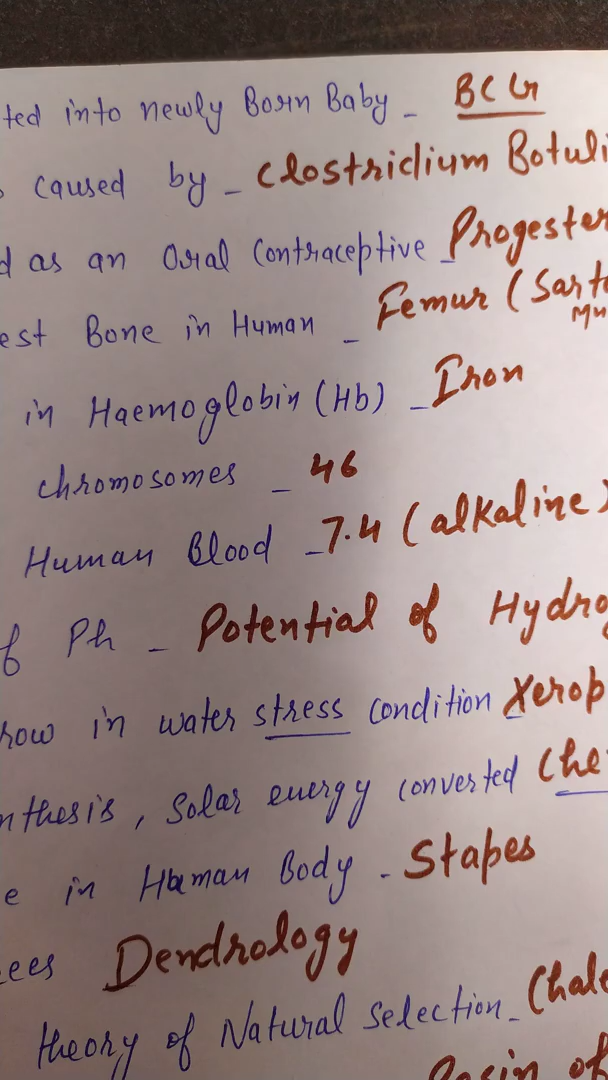 ted into newly Born Baby - BCG
caused by - Clostridium Botuli
d as an Oral Contraceptive - Progester
est Bone in Human - Femur (Sarto
Mu
in Haemoglobin (Hb) - Iron
chromosomes - 46
Human Blood - 7.4 (alkaline)
f Ph - Potential of Hydro
row in water stress condition Xerop
nthesis, Solar energy converted Che
e in Human Body - Stapes
ees Dendrology
theory of Natural Selection - Chale
of